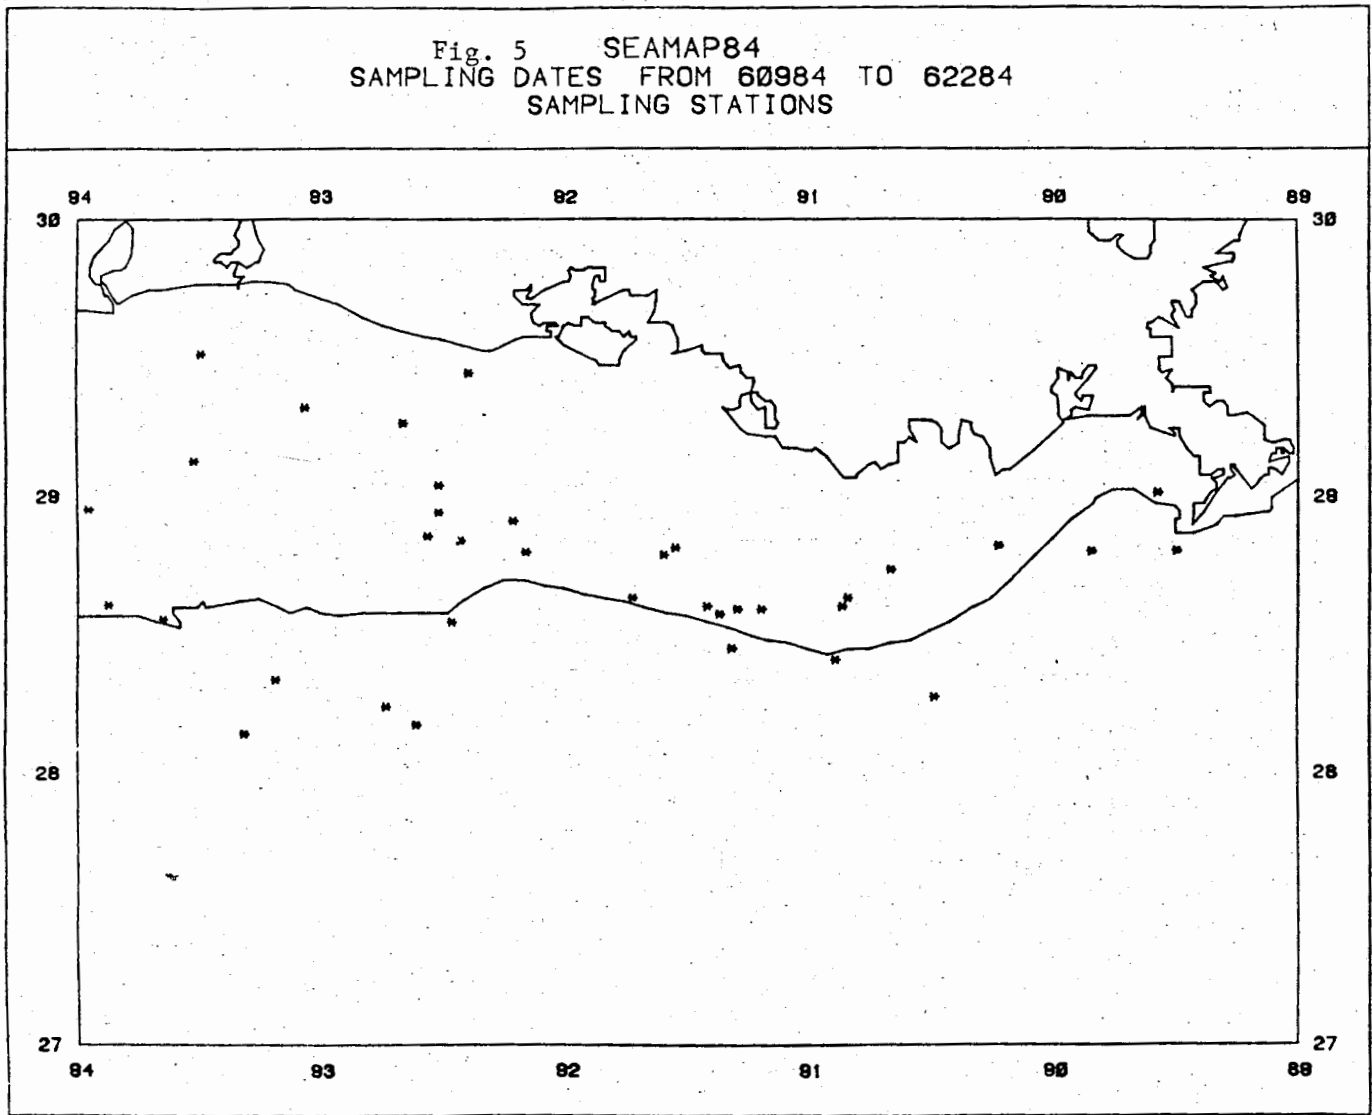 Fig. 5 SEAMAP84
SAMPLING DATES FROM 60984 TO 62284
SAMPLING STATIONS
94 93 92 91 90 89
30 30
29 29
28 28
27 27
94 93 92 91 90 89